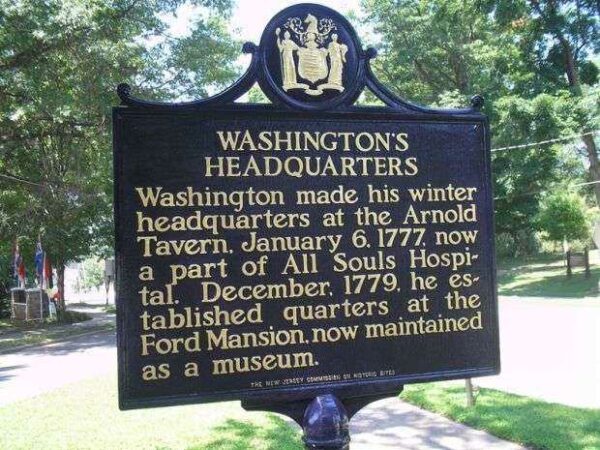 WASHINGTON'S
HEADQUARTERS
Washington made his winter
headquarters at the Arnold
Tavern, January 6, 1777, now
a part of All Souls Hospi-
tal. December, 1779, he es-
tablished quarters at the
Ford Mansion, now maintained
as a museum.
THE NEW JERSEY COMMISSION ON HISTORIC SITES